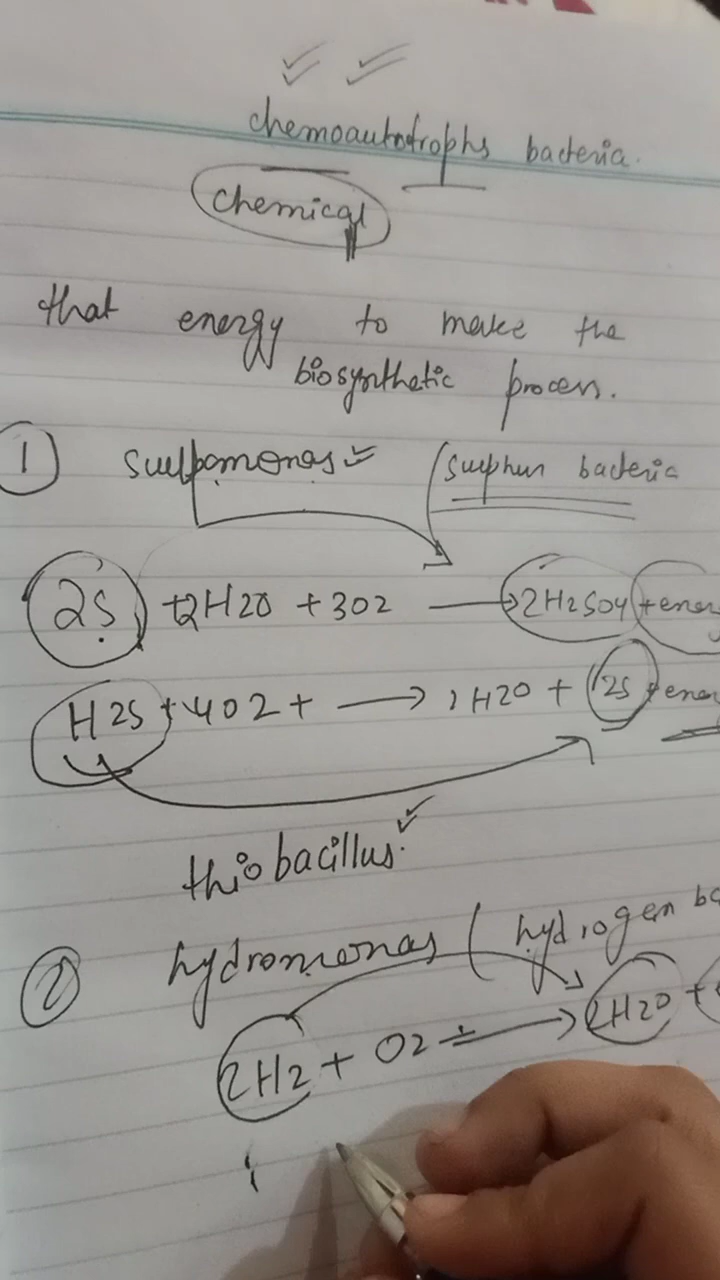 chemoautotrophs bacteria.
chemical
that energy to make the
biosynthetic process.
1 sulpomonas (sulphur bacteria
2S + 2H2O + 3O2 → 2H2SO4 + ener
H2S + 4O2 + → 2H2O + 2S + ener
thiobacillus.
2 hydromonas ( hydrogen ba
2H2 + O2 → 2H2O +